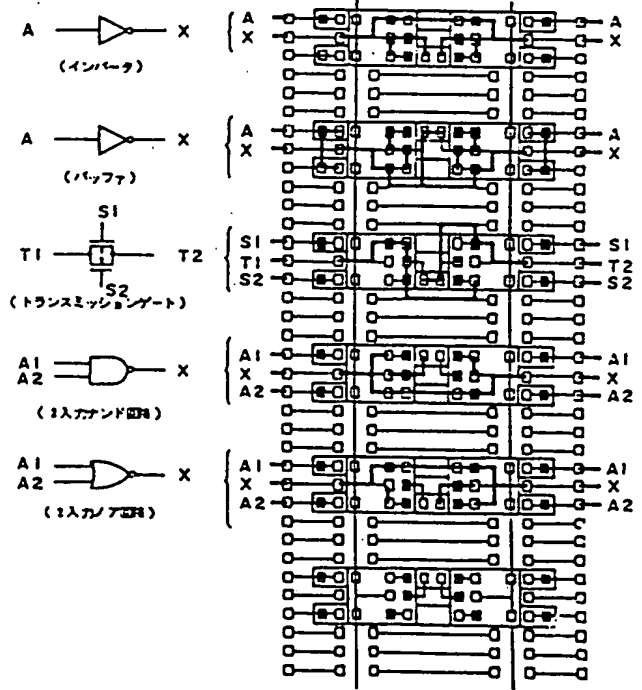 A X
(インバータ)
A X
(バッファ)
S1
T1 T2
S2
(トランスミッションゲート)
A1
A2 X
(2入力ナンド回路)
A1
A2 X
(2入力ノア回路)
A A
X X
A A
X X
S1 S1
T1 T2
S2 S2
A1 A1
X X
A2 A2
A1 A1
X X
A2 A2